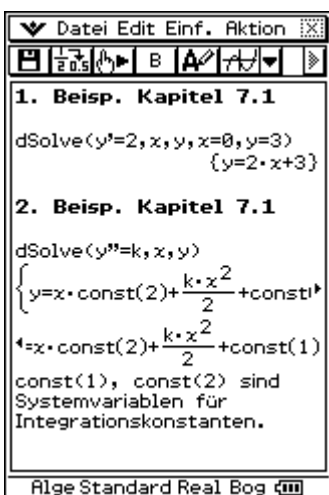 Datei Edit Einf. Aktion
B
1. Beisp. Kapitel 7.1
dSolve(y'=2,x,y,x=0,y=3)
{y=2·x+3}
2. Beisp. Kapitel 7.1
dSolve(y''=k,x,y)
{y=x·const(2)+k·x^2/2+const
=x·const(2)+k·x^2/2+const(1)
const(1), const(2) sind
Systemvariablen für
Integrationskonstanten.
Alge Standard Real Bog